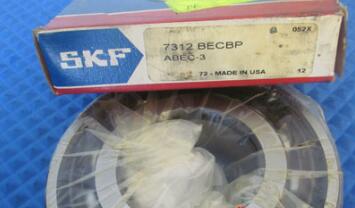 SKF
7312 BECBP
052X
ABEC-3
72 - MADE IN USA
12